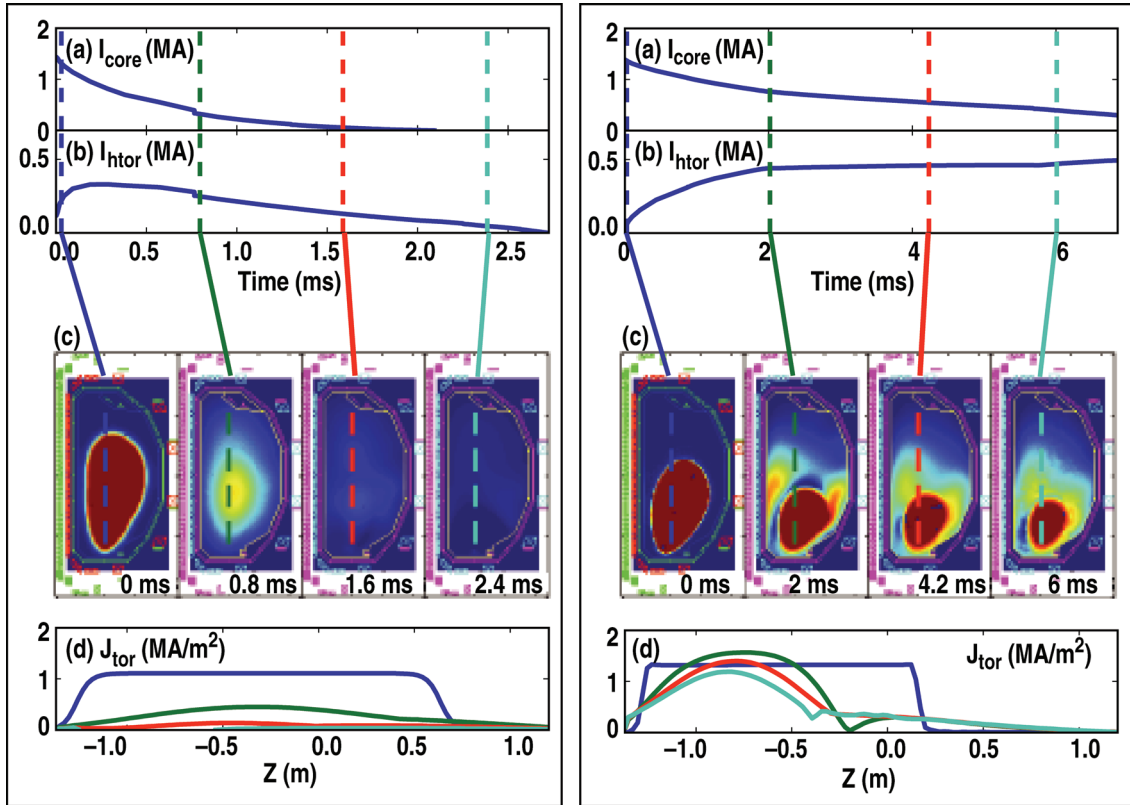 (a) I_core (MA)
2
1
0
(b) I_htor (MA)
0.5
0.0
0.0 0.5 1.0 1.5 2.0 2.5
Time (ms)
(c)
0 ms 0.8 ms 1.6 ms 2.4 ms
(d) J_tor (MA/m²)
2
1
0
−1.0 −0.5 0.0 0.5 1.0
Z (m)
(a) I_core (MA)
2
1
0
(b) I_htor (MA)
0.5
0.0
0 2 4 6
Time (ms)
(c)
0 ms 2 ms 4.2 ms 6 ms
(d) J_tor (MA/m²)
2
1
0
−1.0 −0.5 0.0 0.5 1.0
Z (m)